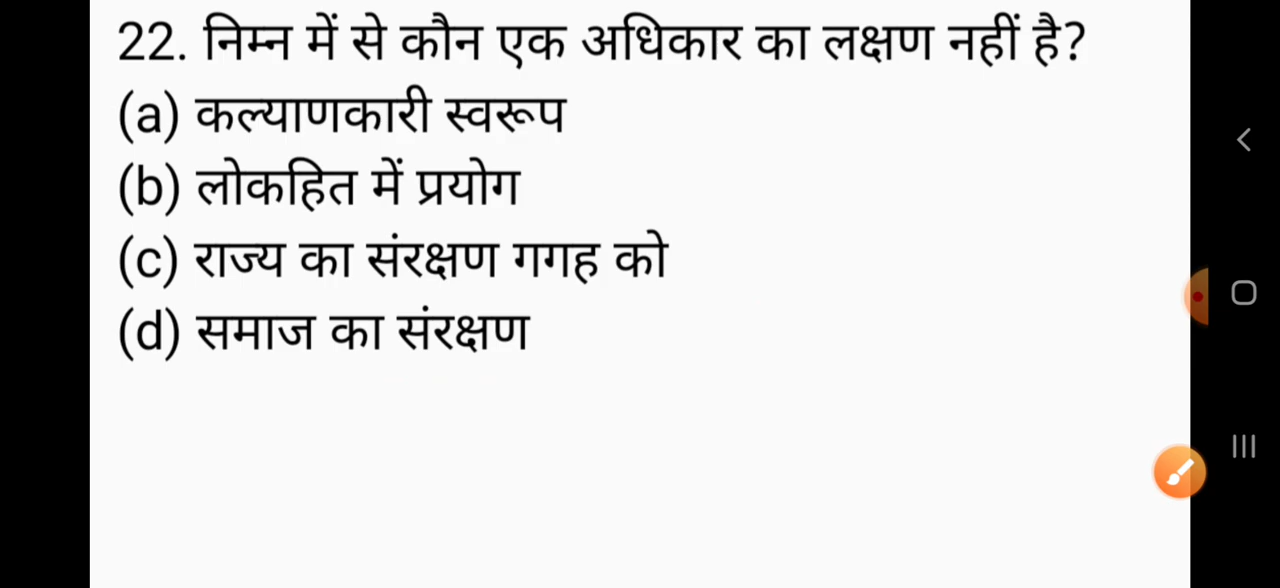 22. निम्न में से कौन एक अधिकार का लक्षण नहीं है?
(a) कल्याणकारी स्वरूप
(b) लोकहित में प्रयोग
(c) राज्य का संरक्षण गगह को
(d) समाज का संरक्षण